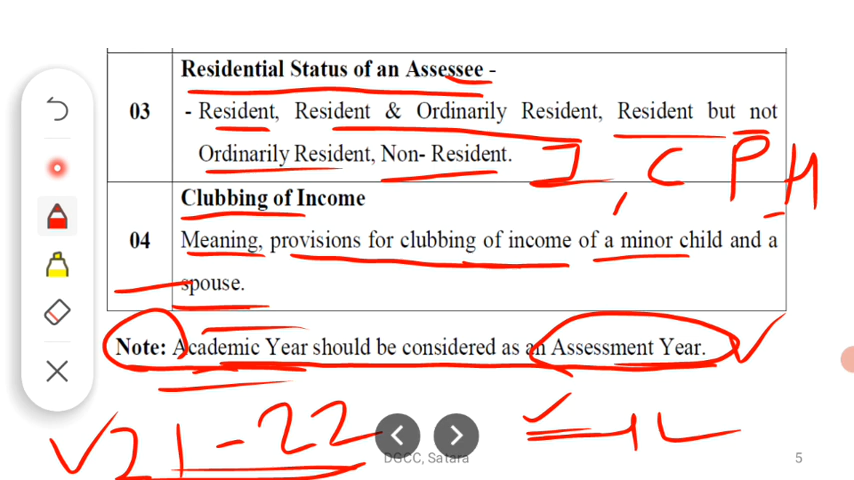 Residential Status of an Assessee -
03
- Resident, Resident & Ordinarily Resident, Resident but not
Ordinarily Resident, Non- Resident.
I, C P H
Clubbing of Income
04
Meaning, provisions for clubbing of income of a minor child and a
spouse.
Note: Academic Year should be considered as an Assessment Year.
21-22
DGCC, Satara
5